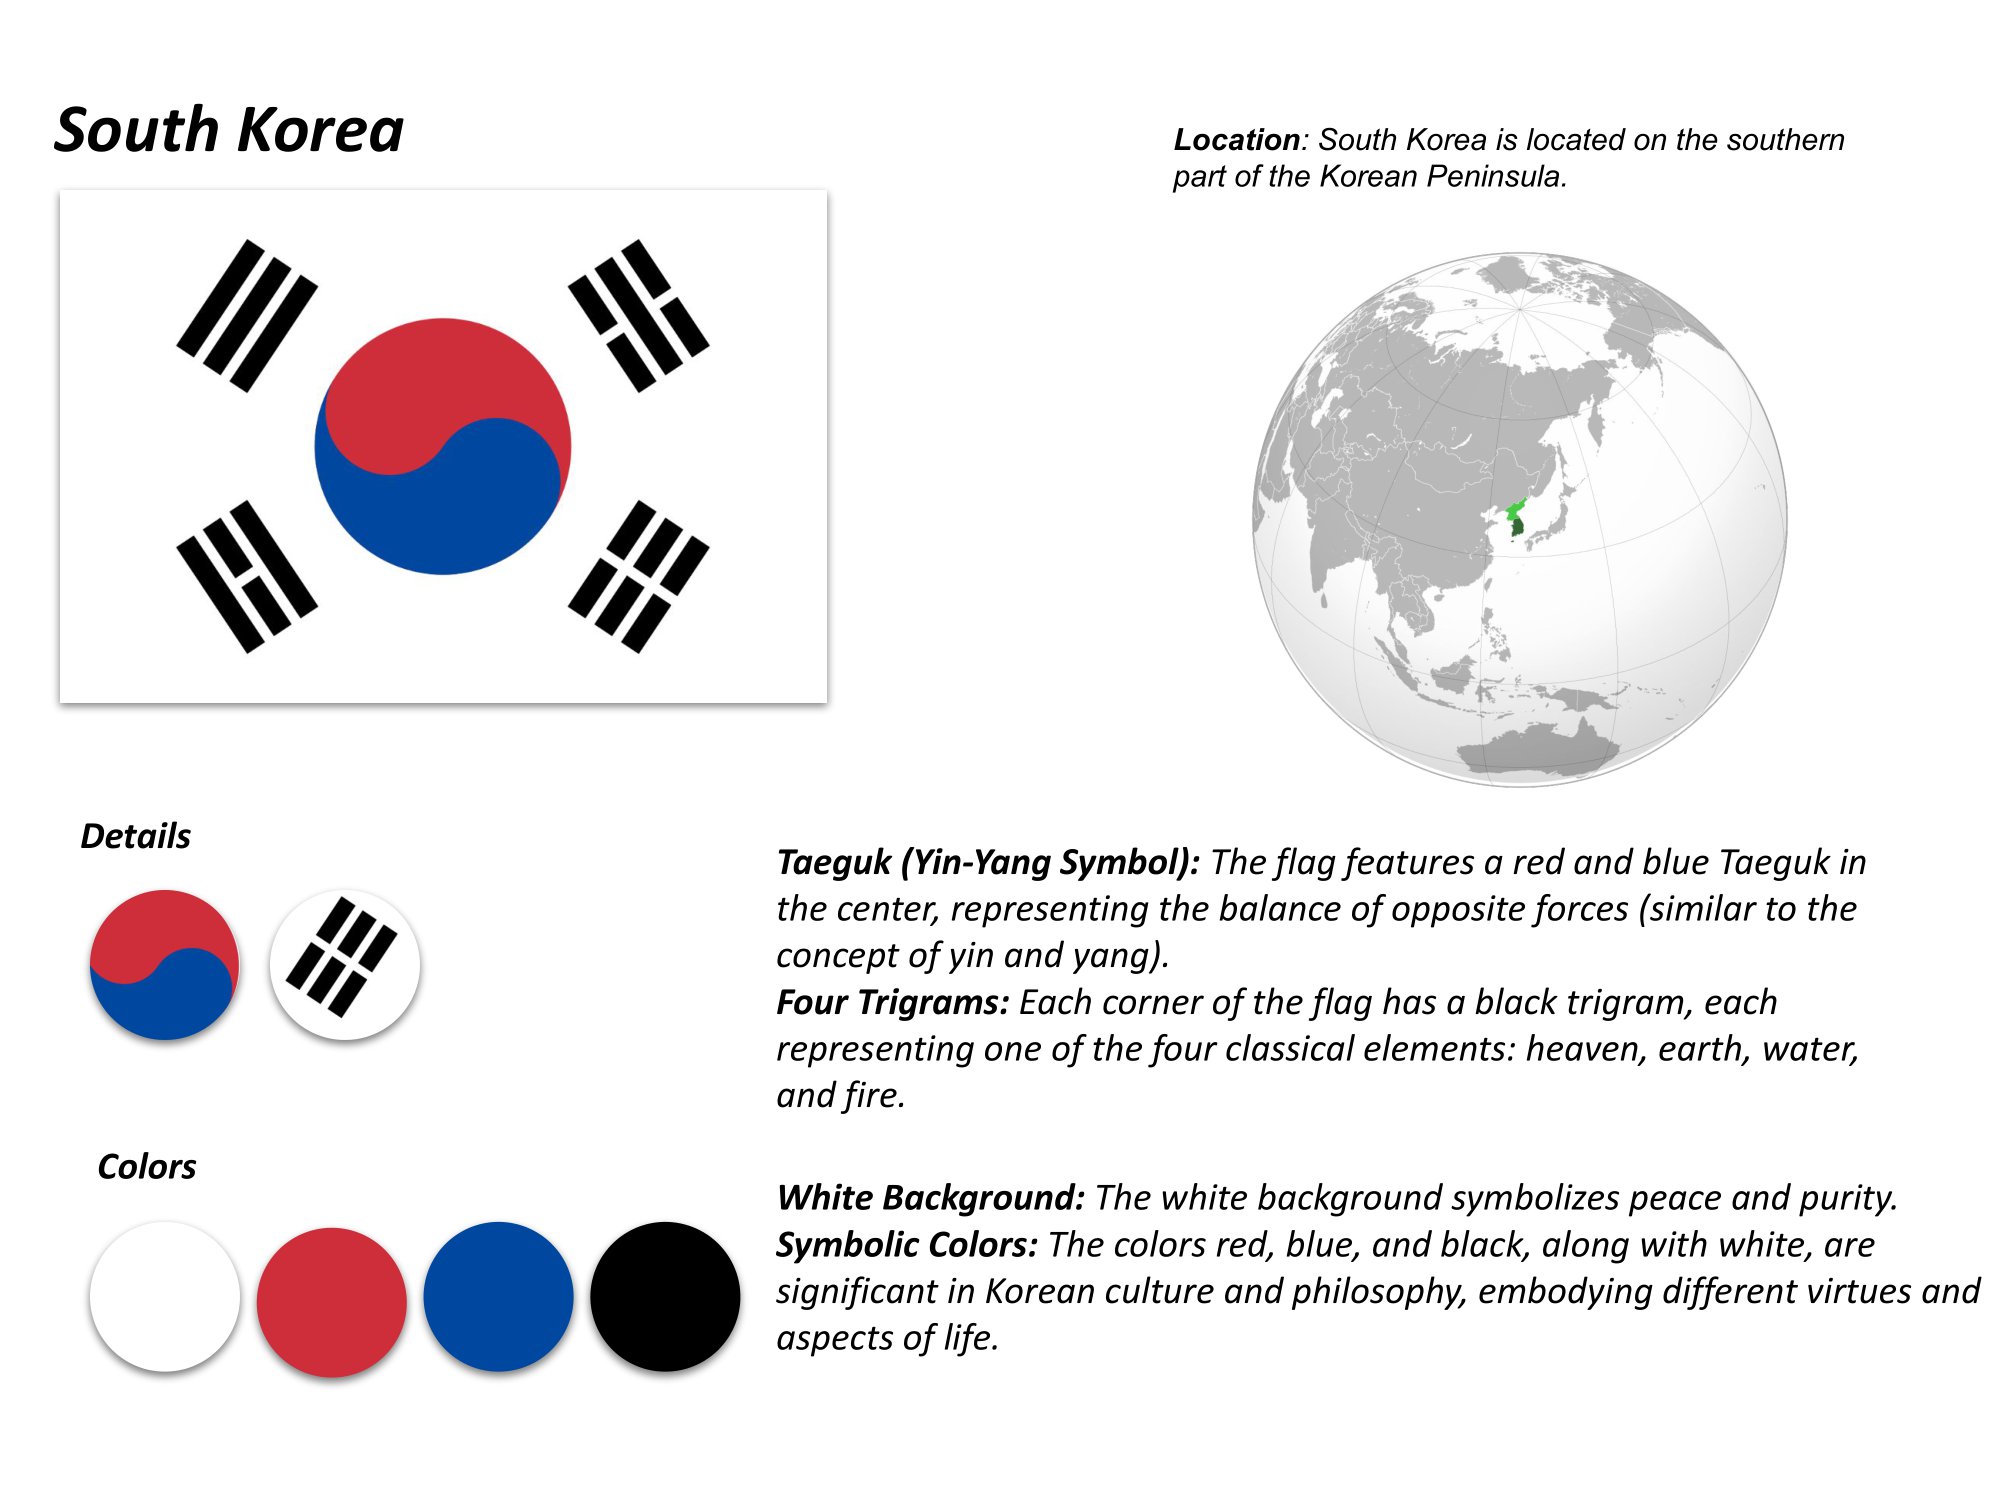 South Korea
Location: South Korea is located on the southern
part of the Korean Peninsula.
Details
Taeguk (Yin-Yang Symbol): The flag features a red and blue Taeguk in
the center, representing the balance of opposite forces (similar to the
concept of yin and yang).
Four Trigrams: Each corner of the flag has a black trigram, each
representing one of the four classical elements: heaven, earth, water,
and fire.
Colors
White Background: The white background symbolizes peace and purity.
Symbolic Colors: The colors red, blue, and black, along with white, are
significant in Korean culture and philosophy, embodying different virtues and
aspects of life.